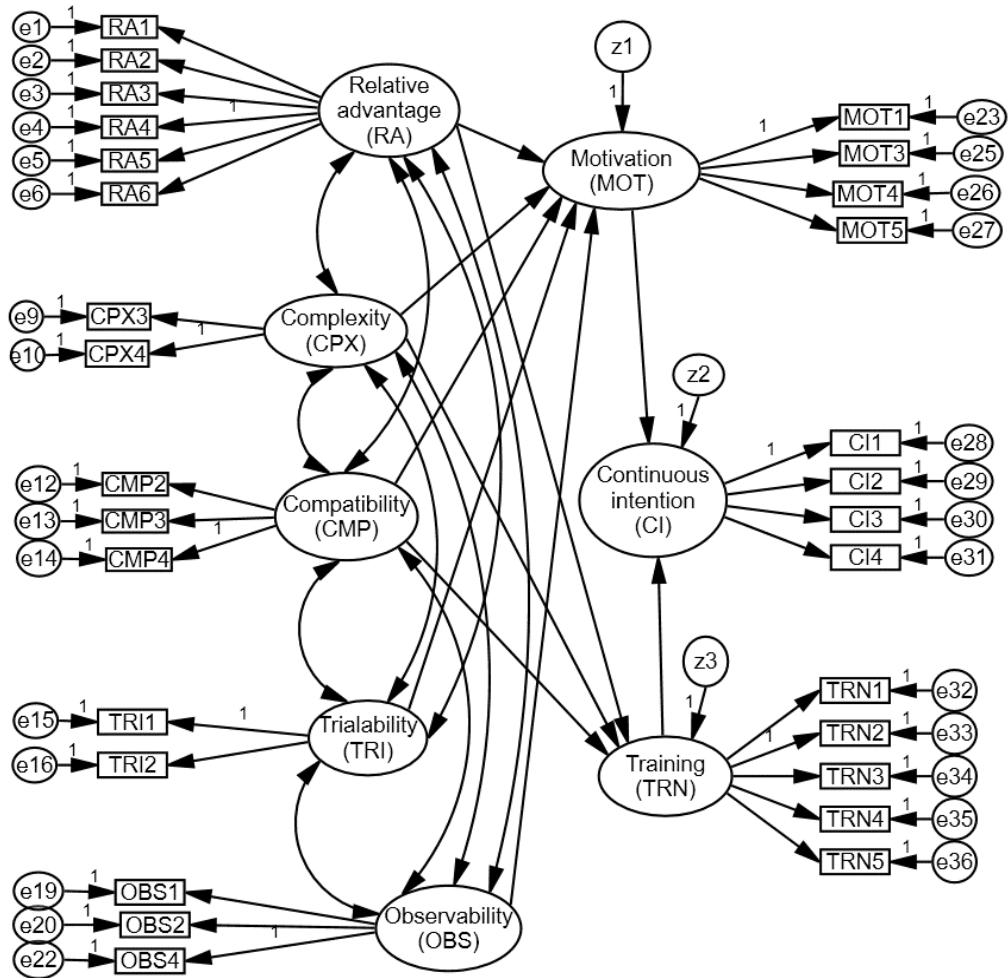 e1 1 RA1
e2 1 RA2
e3 1 RA3
e4 1 RA4 1
e5 1 RA5
e6 1 RA6
Relative
advantage
(RA)
z1
1
Motivation
(MOT)
1 MOT1 1 e23
MOT3 1 e25
MOT4 1 e26
MOT5 1 e27
e9 1 CPX3
e10 1 CPX4 1
Complexity
(CPX)
z2
1
Continuous
intention
(CI)
1 CI1 1 e28
CI2 1 e29
CI3 1 e30
CI4 1 e31
e12 1 CMP2
e13 1 CMP3
e14 1 CMP4 1
Compatibility
(CMP)
e15 1 TRI1 1
e16 1 TRI2
Trialability
(TRI)
z3
1
Training
(TRN)
TRN1 1 e32
1 TRN2 1 e33
TRN3 1 e34
TRN4 1 e35
TRN5 1 e36
e19 1 OBS1
e20 1 OBS2
e22 1 OBS4 1
Observability
(OBS)